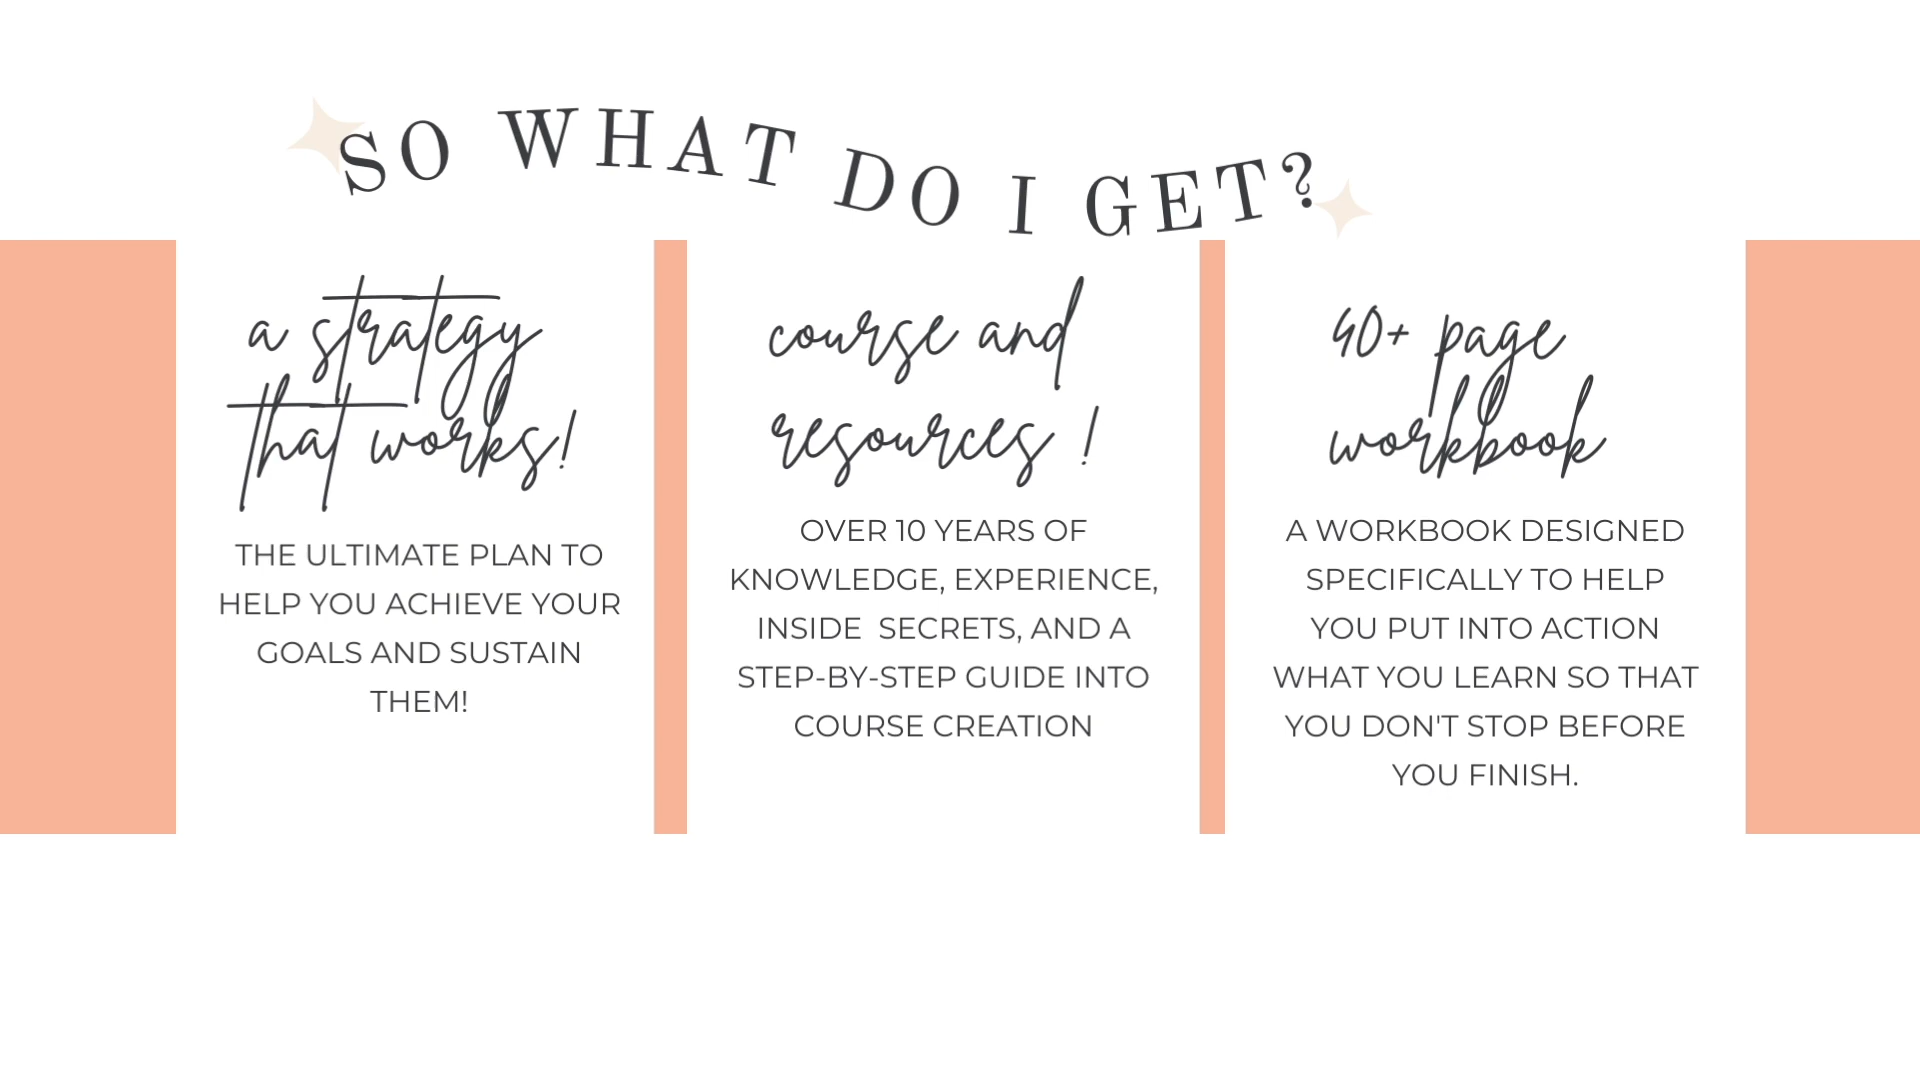 SO WHAT DO I GET?
a strategy
that works!
THE ULTIMATE PLAN TO
HELP YOU ACHIEVE YOUR
GOALS AND SUSTAIN
THEM!
course and
resources !
OVER 10 YEARS OF
KNOWLEDGE, EXPERIENCE,
INSIDE  SECRETS, AND A
STEP-BY-STEP GUIDE INTO
COURSE CREATION
40+ page
workbook
A WORKBOOK DESIGNED
SPECIFICALLY TO HELP
YOU PUT INTO ACTION
WHAT YOU LEARN SO THAT
YOU DON'T STOP BEFORE
YOU FINISH.